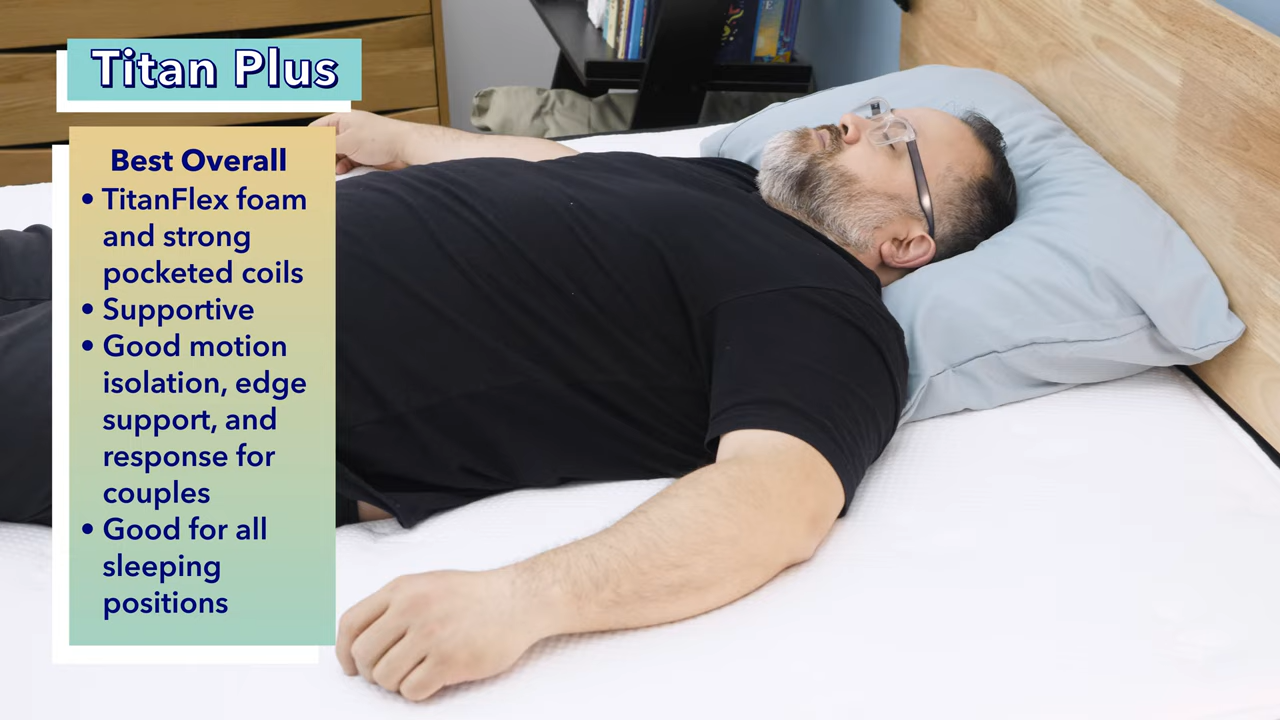 Titan Plus
Best Overall
• TitanFlex foam
and strong
pocketed coils
• Supportive
• Good motion
isolation, edge
support, and
response for
couples
• Good for all
sleeping
positions